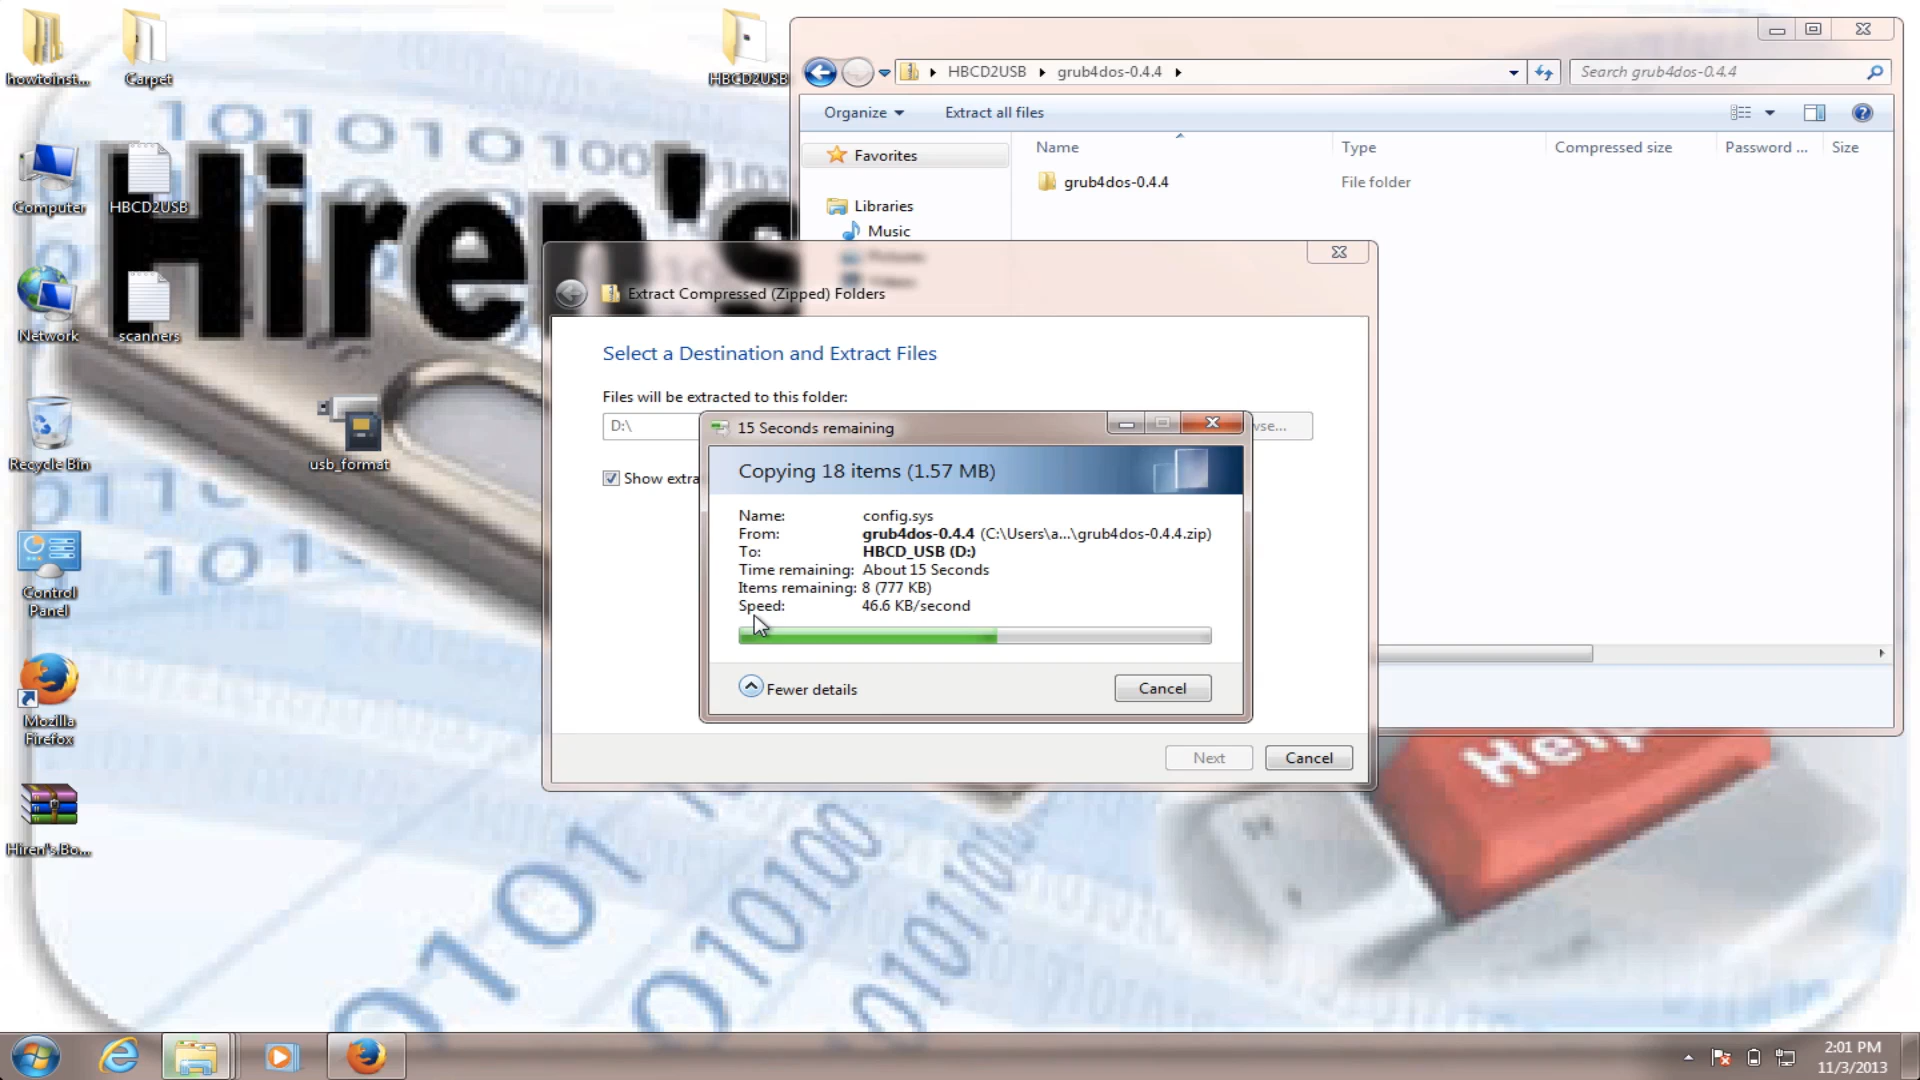 howtoinst...
Carpet
HBCD2USB
Computer
HBCD2USB
Network
scanners
Recycle Bin
usb_format
Control Panel
Mozilla Firefox
Hiren's.Bo...
Hiren's
HBCD2USB
grub4dos-0.4.4
Search grub4dos-0.4.4
Organize
Extract all files
Name
Type
Compressed size
Password ...
Size
Favorites
grub4dos-0.4.4
File folder
Libraries
Music
Pictures
Videos
Extract Compressed (Zipped) Folders
Select a Destination and Extract Files
Files will be extracted to this folder:
D:\
wse...
Show extra
15 Seconds remaining
Copying 18 items (1.57 MB)
Name: config.sys
From: grub4dos-0.4.4 (C:\Users\a...\grub4dos-0.4.4.zip)
To: HBCD_USB (D:)
Time remaining: About 15 Seconds
Items remaining: 8 (777 KB)
Speed: 46.6 KB/second
Fewer details
Cancel
Next
Cancel
Help
2:01 PM
11/3/2013